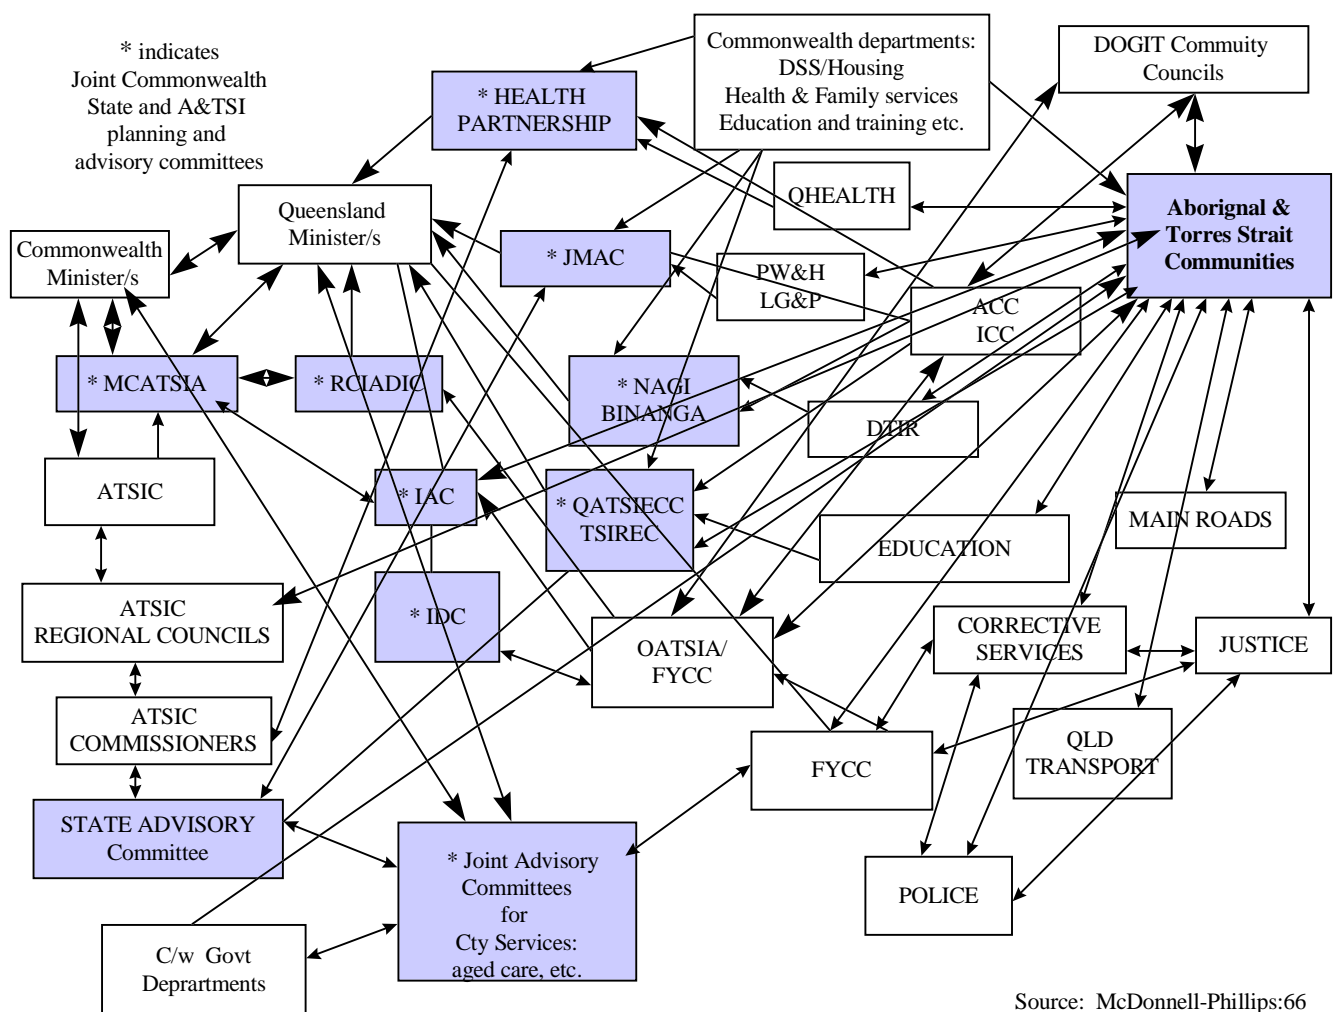 * indicates
Joint Commonwealth
State and A&TSI
planning and
advisory committees
* HEALTH
PARTNERSHIP
Commonwealth departments:
DSS/Housing
Health & Family services
Education and training etc.
DOGIT Commuity
Councils
QHEALTH
Aborignal &
Torres Strait
Communities
Queensland
Minister/s
Commonwealth
Minister/s
* JMAC
PW&H
LG&P
ACC
ICC
* MCATSIA
* RCIADIC
* NAGI
BINANGA
DTIR
ATSIC
* IAC
* QATSIECC
TSIREC
MAIN ROADS
EDUCATION
ATSIC
REGIONAL COUNCILS
* IDC
OATSIA/
FYCC
CORRECTIVE
SERVICES
JUSTICE
ATSIC
COMMISSIONERS
FYCC
QLD
TRANSPORT
STATE ADVISORY
Committee
* Joint Advisory
Committees
for
Cty Services:
aged care, etc.
POLICE
C/w Govt
Deprartments
Source: McDonnell-Phillips:66